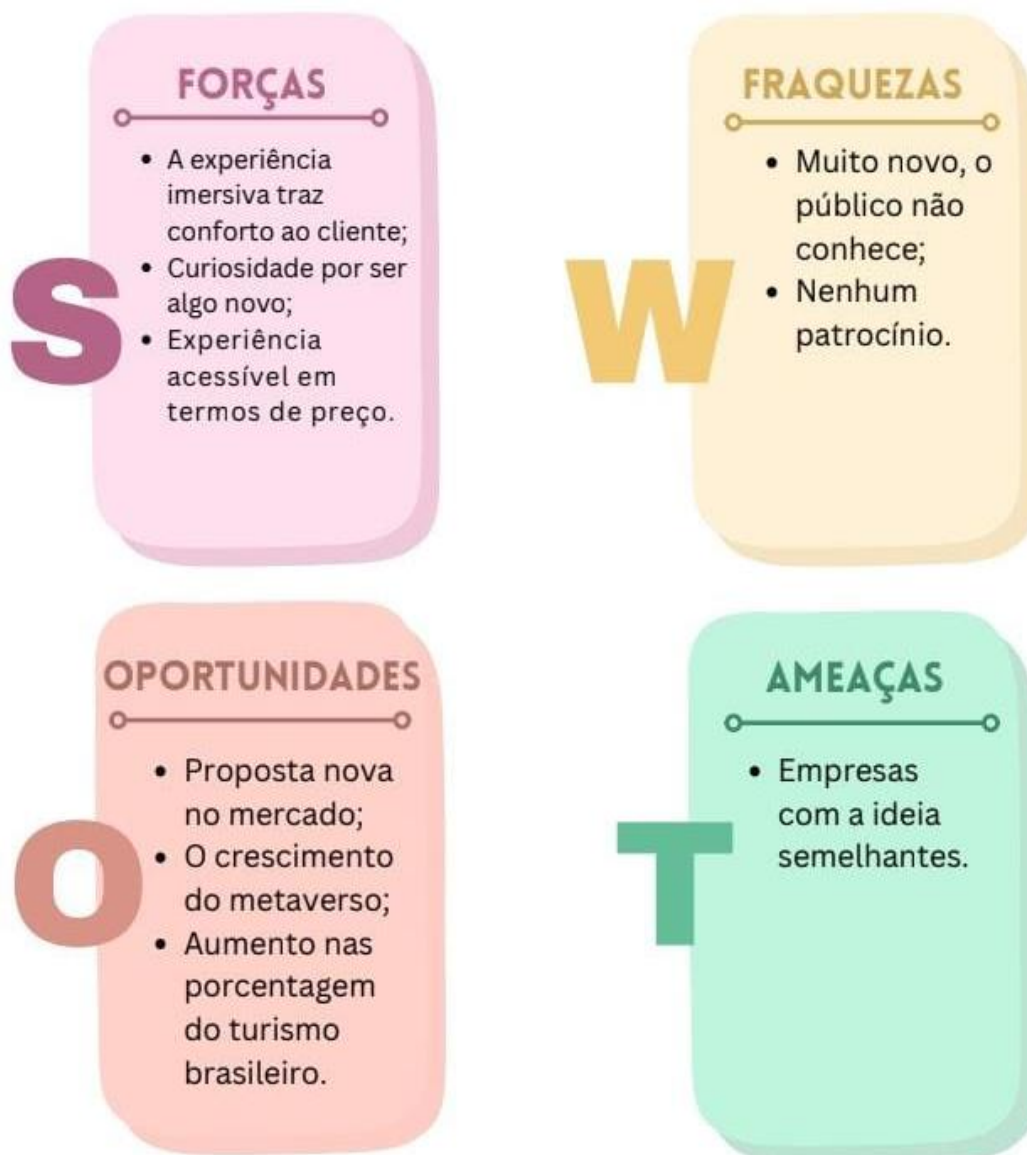 FORÇAS
• A experiência
imersiva traz
conforto ao cliente;
• Curiosidade por ser
algo novo;
• Experiência
acessível em
termos de preço.
S
FRAQUEZAS
• Muito novo, o
público não
conhece;
• Nenhum
patrocínio.
W
OPORTUNIDADES
• Proposta nova
no mercado;
• O crescimento
do metaverso;
• Aumento nas
porcentagem
do turismo
brasileiro.
O
AMEAÇAS
• Empresas
com a ideia
semelhantes.
T